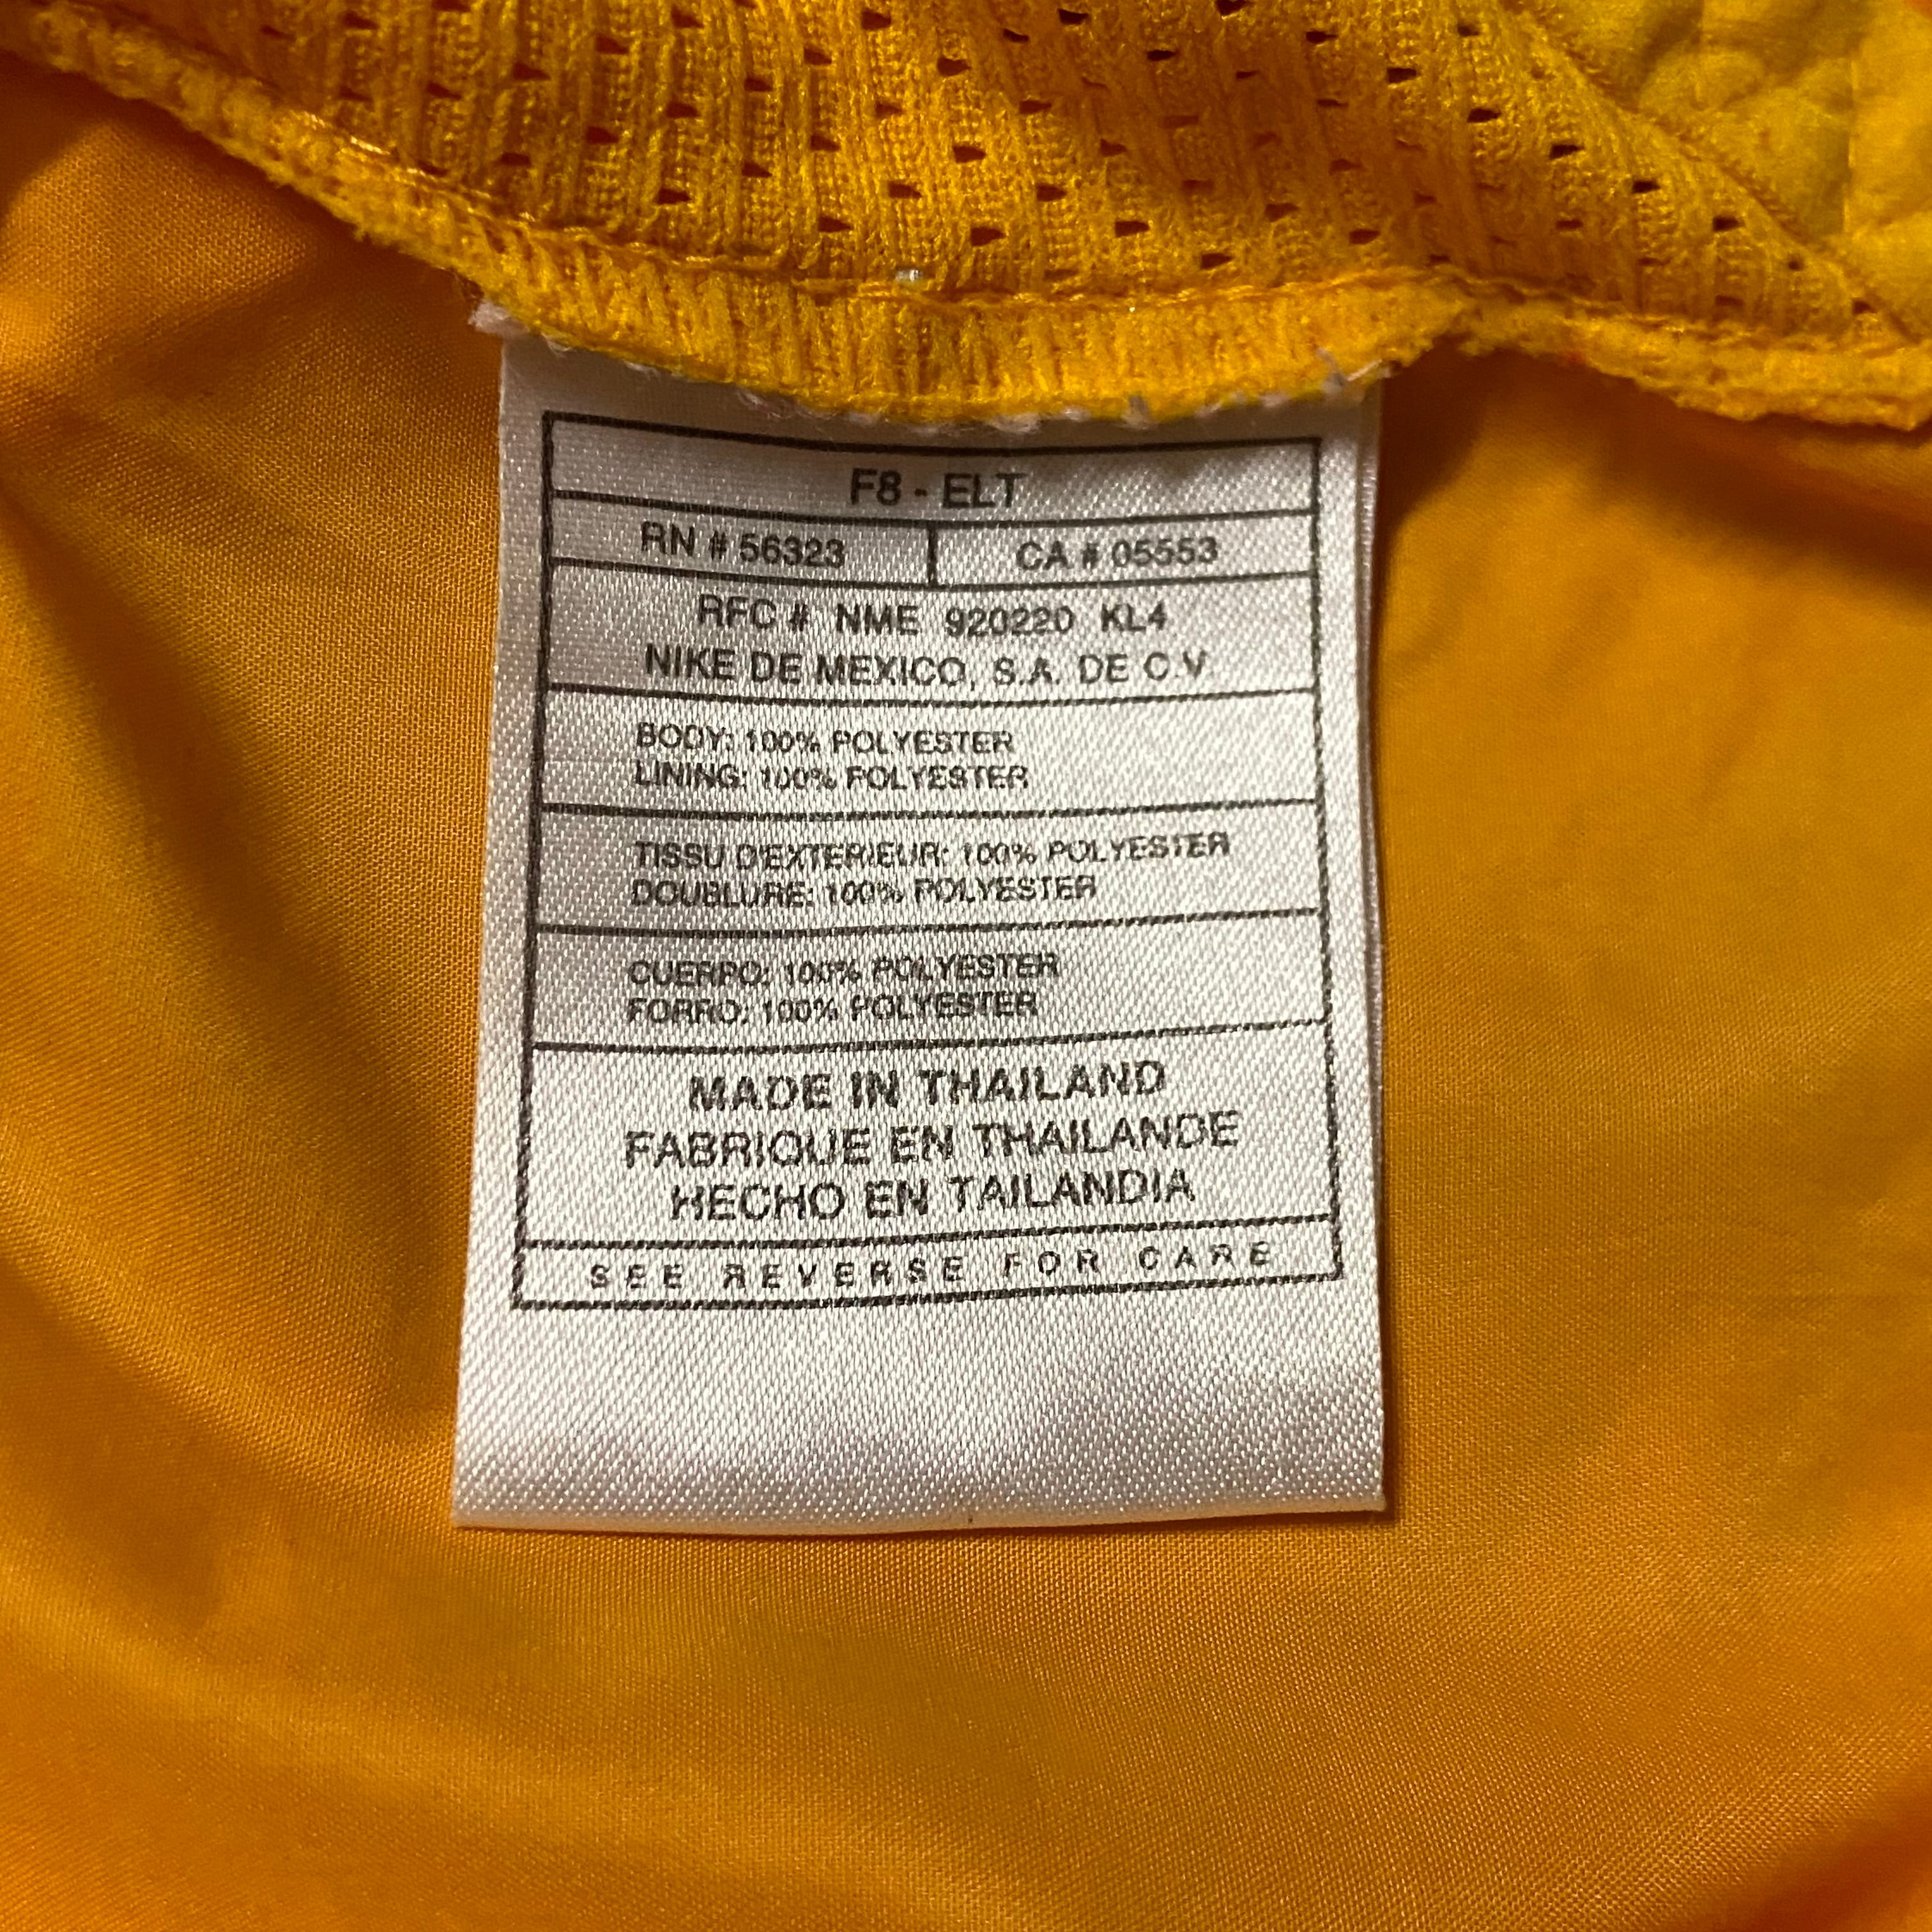 F8 - ELT
RN # 56323 CA # 05553
RFC # NME 920220 KL4
NIKE DE MEXICO, S.A. DE C.V.
BODY: 100% POLYESTER
LINING: 100% POLYESTER
TISSU D'EXTERIEUR: 100% POLYESTER
DOUBLURE: 100% POLYESTER
CUERPO: 100% POLYESTER
FORRO: 100% POLYESTER
MADE IN THAILAND
FABRIQUE EN THAILANDE
HECHO EN TAILANDIA
SEE REVERSE FOR CARE